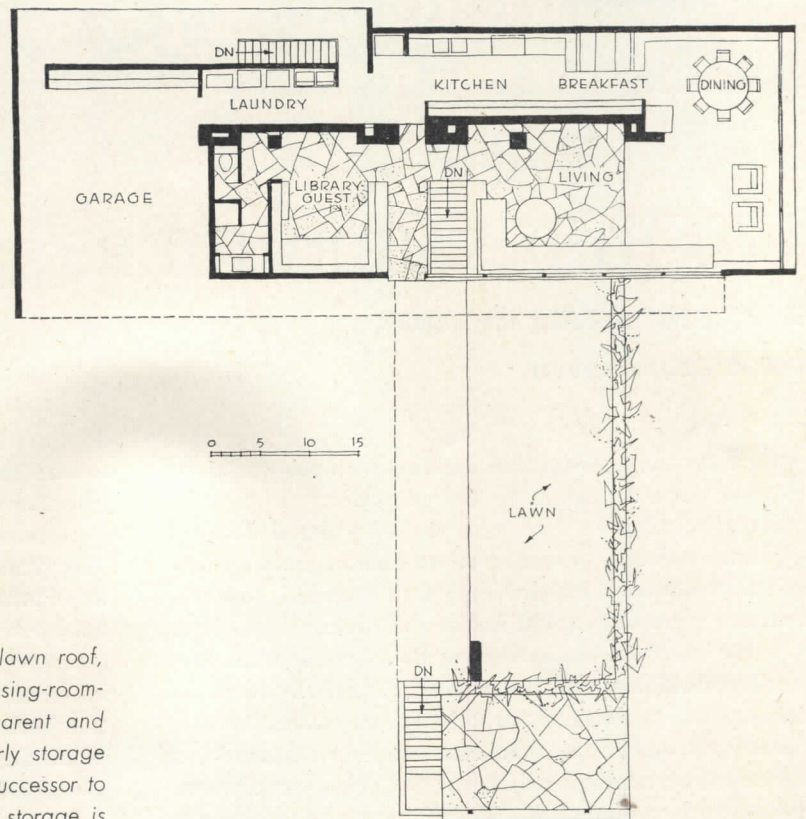 DN
KITCHEN
BREAKFAST
DINING
LAUNDRY
DN
LIVING
LIBRARY-
GUEST
GARAGE
0 5 10 15
LAWN
DN
lawn roof,
sing-room-
arent and
rly storage
uccessor to
storage is